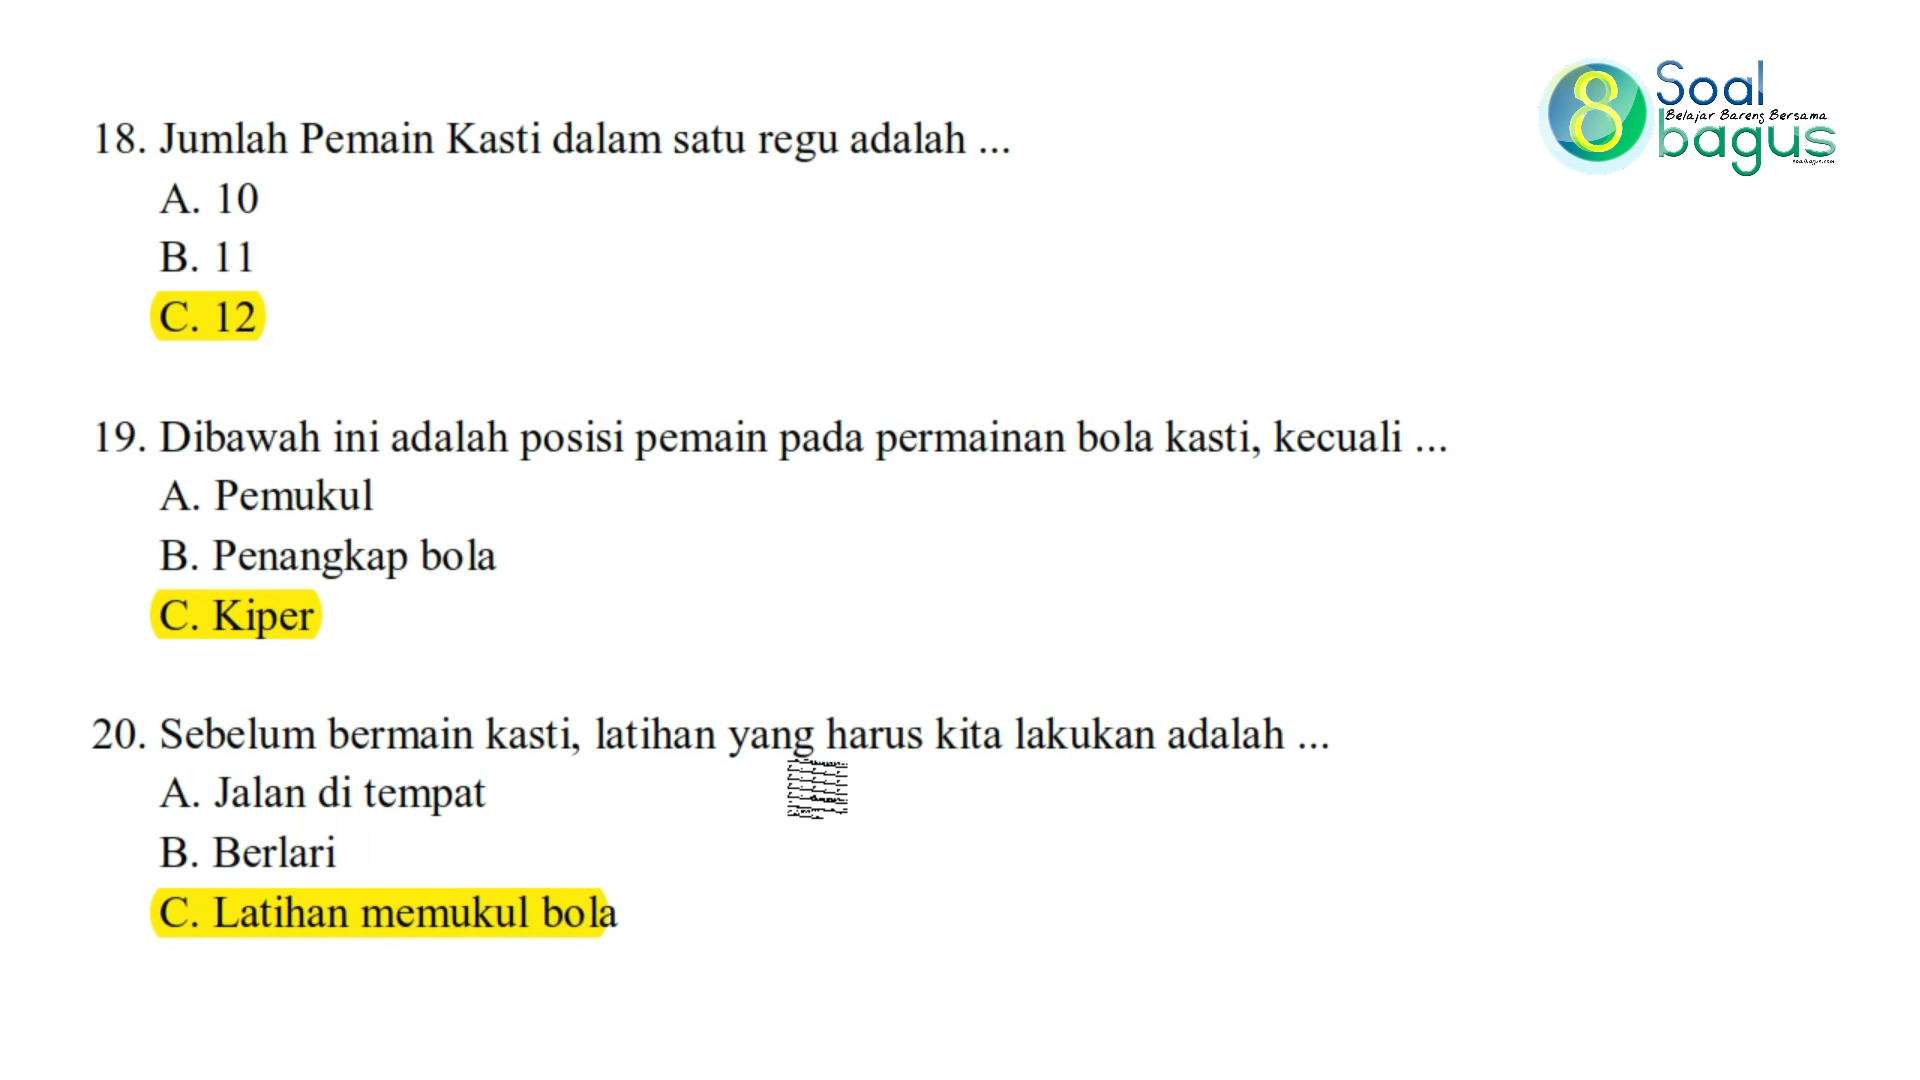 Soal
Belajar Bareng Bersama
bagus
18. Jumlah Pemain Kasti dalam satu regu adalah ...
A. 10
B. 11
C. 12
19. Dibawah ini adalah posisi pemain pada permainan bola kasti, kecuali ...
A. Pemukul
B. Penangkap bola
C. Kiper
20. Sebelum bermain kasti, latihan yang harus kita lakukan adalah ...
A. Jalan di tempat
B. Berlari
C. Latihan memukul bola